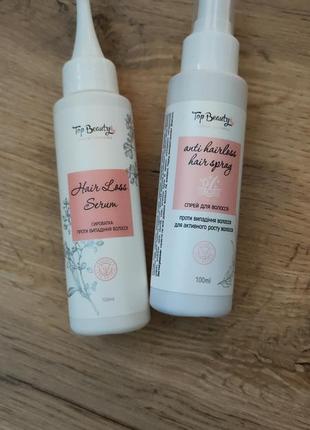 Top Beauty
Hair Loss
Serum
СИРОВАТКА
ПРОТИ ВИПАДІННЯ ВОЛОССЯ
100ml
Top Beauty
anti hairloss
hair spray
СПРЕЙ ДЛЯ ВОЛОССЯ
проти випадіння волосся
для активного росту волосся
100ml